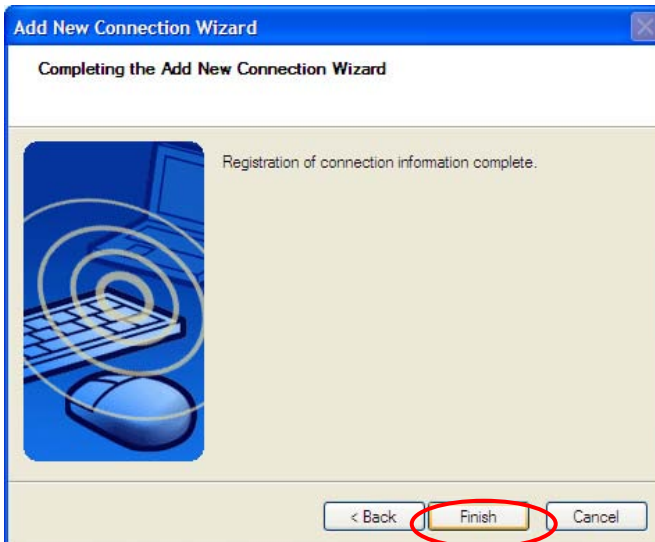 Add New Connection Wizard
Completing the Add New Connection Wizard
Registration of connection information complete.
< Back
Finish
Cancel